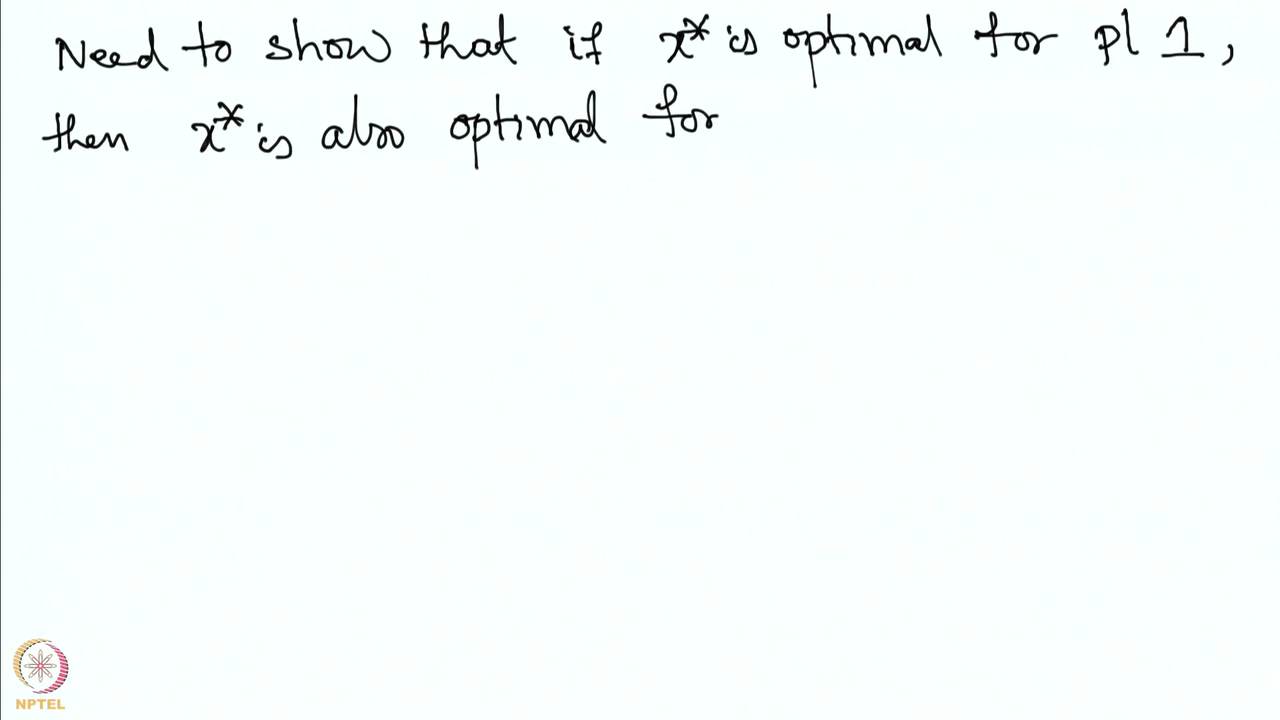 Need to show that if x* is optimal for pl 1,
then x* is also optimal for
NPTEL